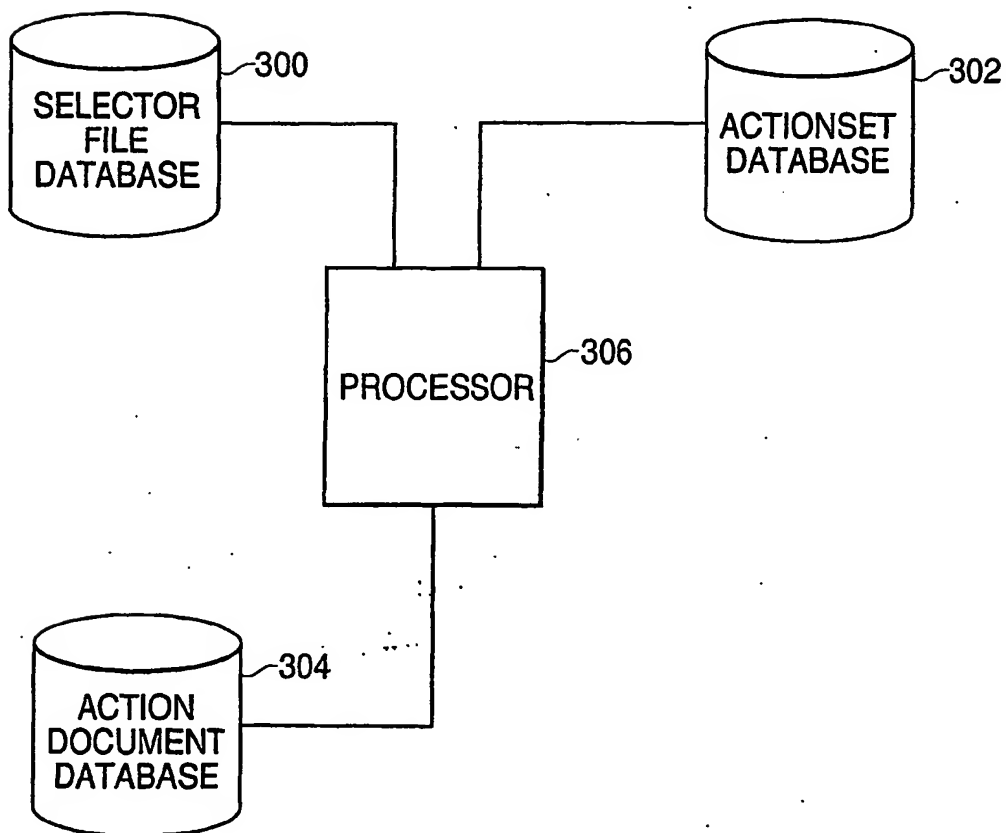 300
SELECTOR
FILE
DATABASE
302
ACTIONSET
DATABASE
306
PROCESSOR
304
ACTION
DOCUMENT
DATABASE